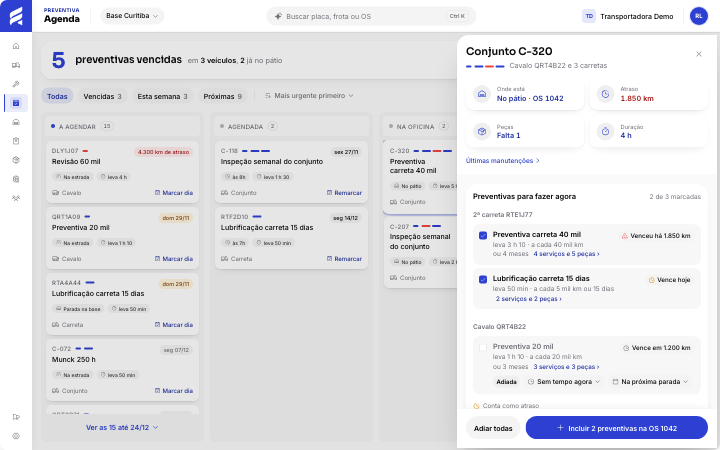 PREVENTIVA
Agenda
Base Curitiba
Buscar placa, frota ou OS
Ctrl K
TD
Transportadora Demo
RL
5 preventivas vencidas
em 3 veículos, 2 já no pátio
Todas
Vencidas 3
Esta semana 3
Próximas 9
Mais urgente primeiro
A AGENDAR 15
DLY1J07
4.300 km de atraso
Revisão 60 mil
Na estrada
leva 4 h
Cavalo
Marcar dia
QRT1A09
dom 29/11
Preventiva 20 mil
Na estrada
leva 1 h 10
Cavalo
Marcar dia
RTA4A44
dom 29/11
Lubrificação carreta 15 dias
Parada na base
leva 50 min
Carreta
Marcar dia
C-072
seg 07/12
Munck 250 h
Na estrada
leva 50 min
Conjunto
Marcar dia
Ver as 15 até 24/12
AGENDADA 2
C-118
sex 27/11
Inspeção semanal do conjunto
às 8h
leva 1 h 30
Conjunto
Remarcar
RTF2D10
seg 14/12
Lubrificação carreta 15 dias
às 7h
leva 50 min
Carreta
Remarcar
NA OFICINA 2
C-320
Preventiva
carreta 40 mil
No pátio
leva 5 h
Conjunto
C-207
Inspeção semanal
do conjunto
No pátio
leva 2 h
Conjunto
Conjunto C-320
Cavalo QRT4B22 e 3 carretas
Onde está
No pátio · OS 1042
Atraso
1.850 km
Peças
Falta 1
Duração
4 h
Últimas manutenções
Preventivas para fazer agora
2 de 3 marcadas
2ª carreta RTE1J77
Preventiva carreta 40 mil
Venceu há 1.850 km
leva 3 h 10 · a cada 40 mil km
ou 4 meses 4 serviços e 5 peças
Lubrificação carreta 15 dias
Vence hoje
leva 50 min · a cada 5 mil km ou 15 dias
2 serviços e 2 peças
Cavalo QRT4B22
Preventiva 20 mil
Vence em 1.200 km
leva 1 h 10 · a cada 20 mil km
ou 3 meses 3 serviços e 3 peças
Adiada
Sem tempo agora
Na próxima parada
Conta como atraso
Adiar todas
Incluir 2 preventivas na OS 1042